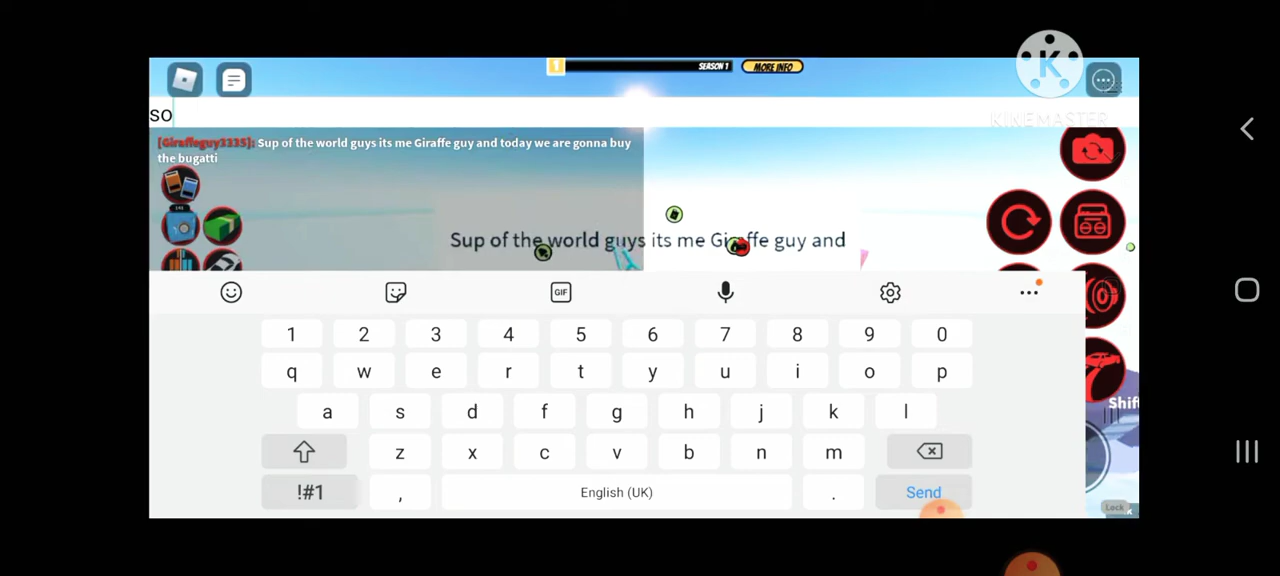 SEASON 1 MORE INFO
so
KINEMASTER
[Giraffeguy3335]: Sup of the world guys its me Giraffe guy and today we are gonna buy
the bugatti
Sup of the world guys its me Giraffe guy and
GIF
1 2 3 4 5 6 7 8 9 0
q w e r t y u i o p
a s d f g h j k l
Shift
z x c v b n m
!#1 , English (UK) . Send
Lock